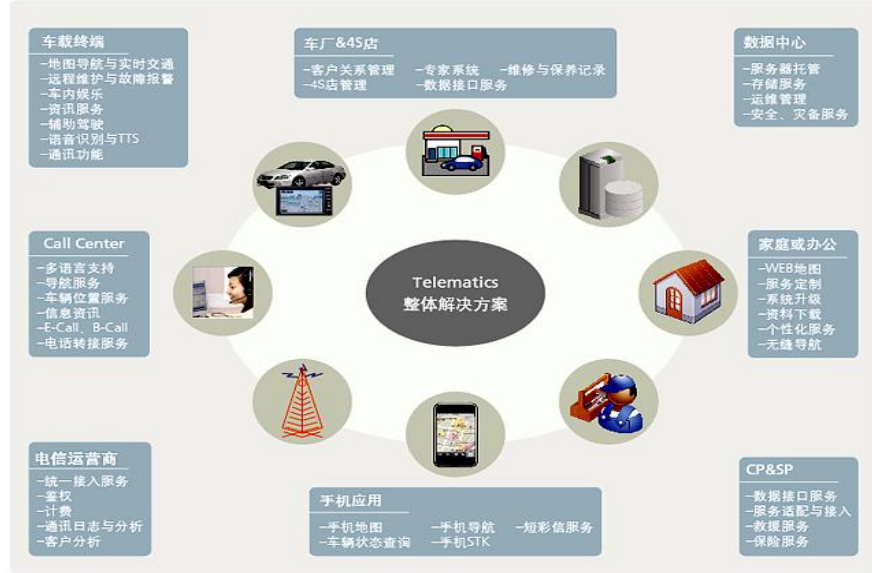 车载终端
–地图导航与实时交通
–远程维护与故障报警
–车内娱乐
–资讯服务
–辅助驾驶
–语音识别与TTS
–通讯功能
车厂&4S店
–客户关系管理 –专家系统 –维修与保养记录
–4S店管理 –数据接口服务
数据中心
–服务器托管
–存储服务
–运维管理
–安全、灾备服务
Call Center
–多语言支持
–导航服务
–车辆位置服务
–信息资讯
–E-Call、B-Call
–电话转接服务
Telematics
整体解决方案
家庭或办公
–WEB地图
–服务定制
–系统升级
–资料下载
–个性化服务
–无缝导航
电信运营商
–统一接入服务
–鉴权
–计费
–通讯日志与分析
–客户分析
手机应用
–手机地图 –手机导航 –短彩信服务
–车辆状态查询 –手机STK
CP&SP
–数据接口服务
–服务适配与接入
–救援服务
–保险服务